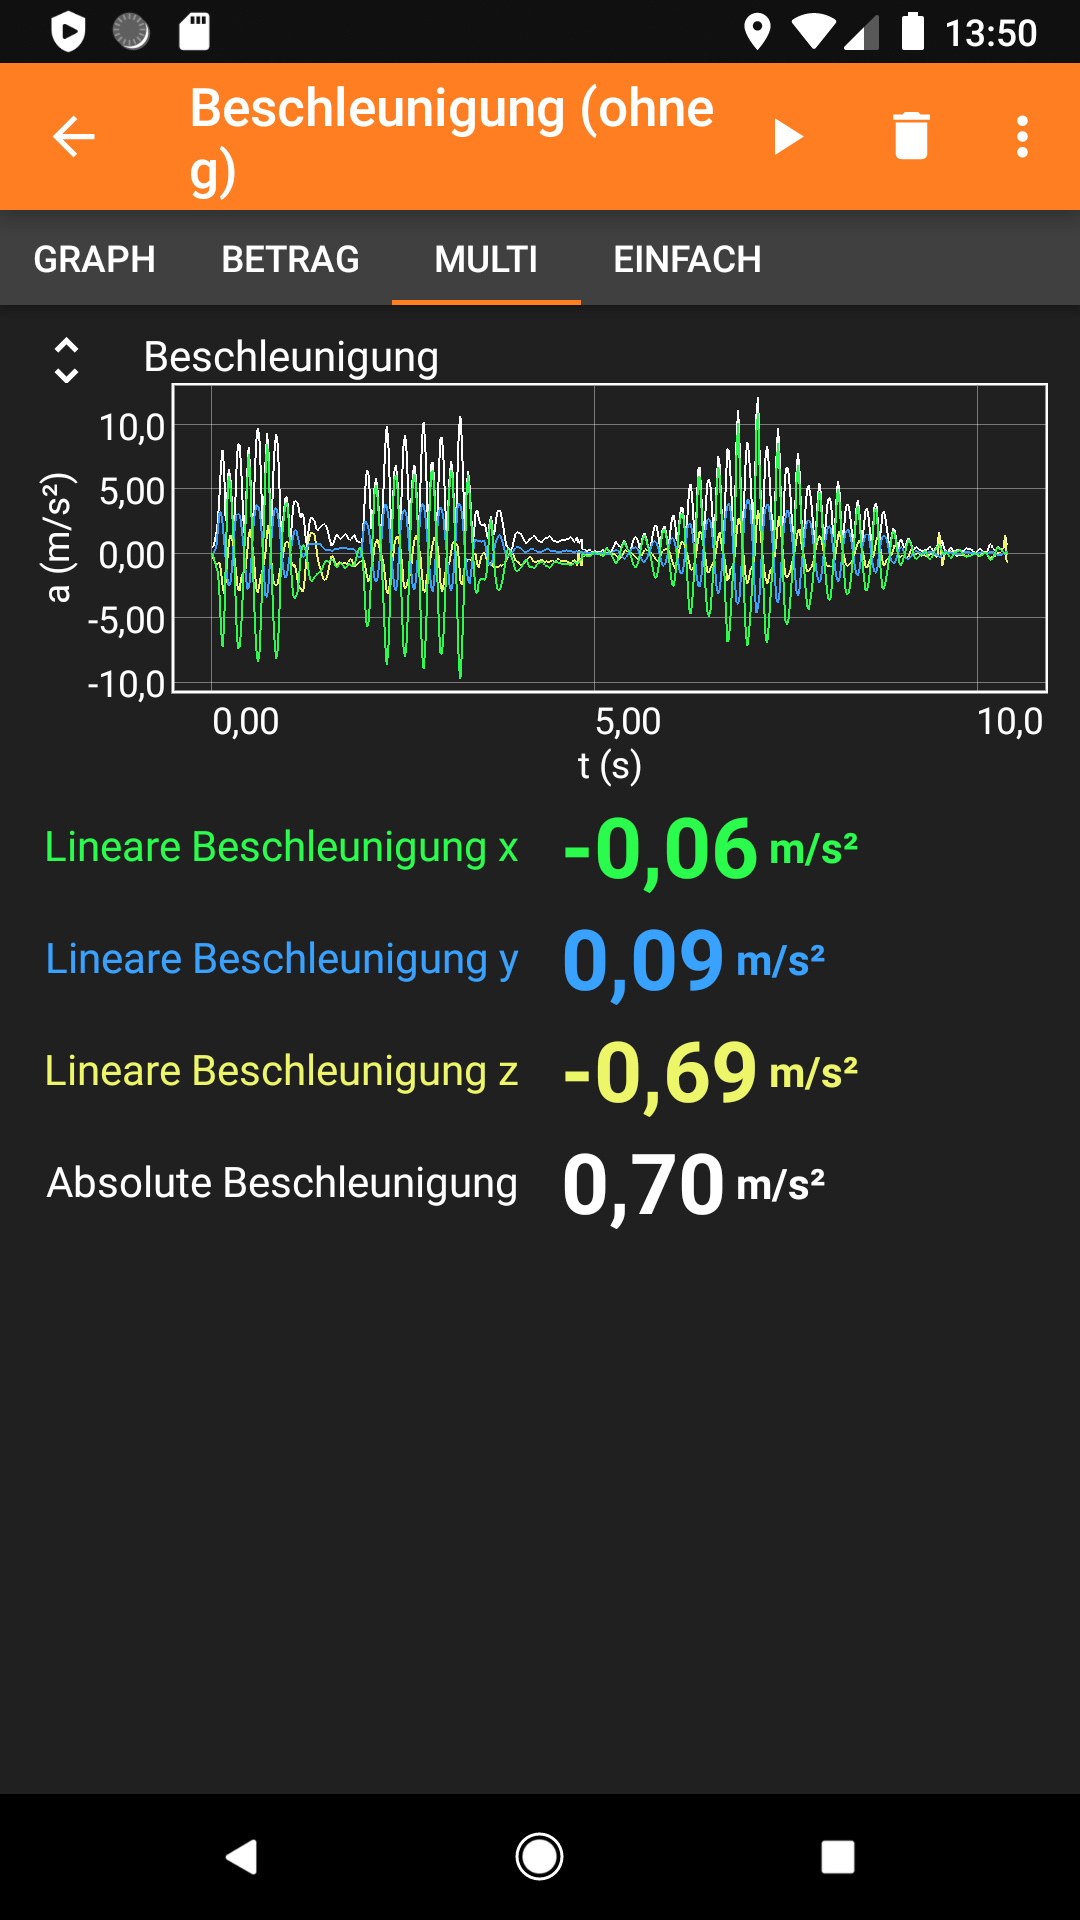 13:50
Beschleunigung (ohne
g)
GRAPH BETRAG MULTI EINFACH
Beschleunigung
10,0
5,00
0,00
-5,00
-10,0
a (m/s²)
0,00 5,00 10,0
t (s)
Lineare Beschleunigung x -0,06 m/s²
Lineare Beschleunigung y 0,09 m/s²
Lineare Beschleunigung z -0,69 m/s²
Absolute Beschleunigung 0,70 m/s²